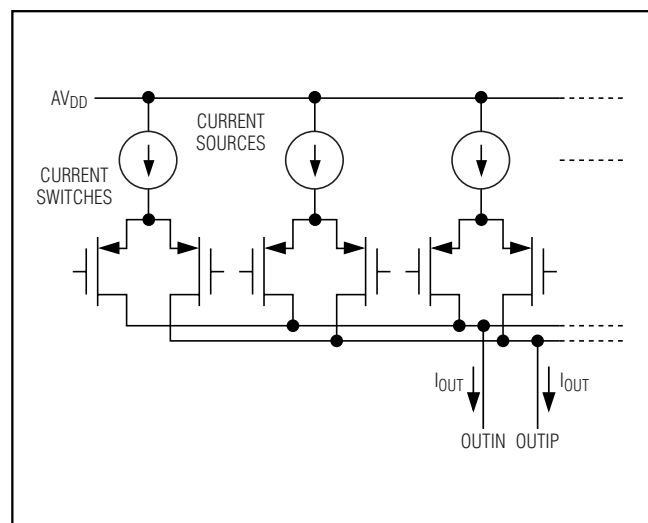 AVDD
CURRENT
SOURCES
CURRENT
SWITCHES
IOUT
IOUT
OUTIN
OUTIP